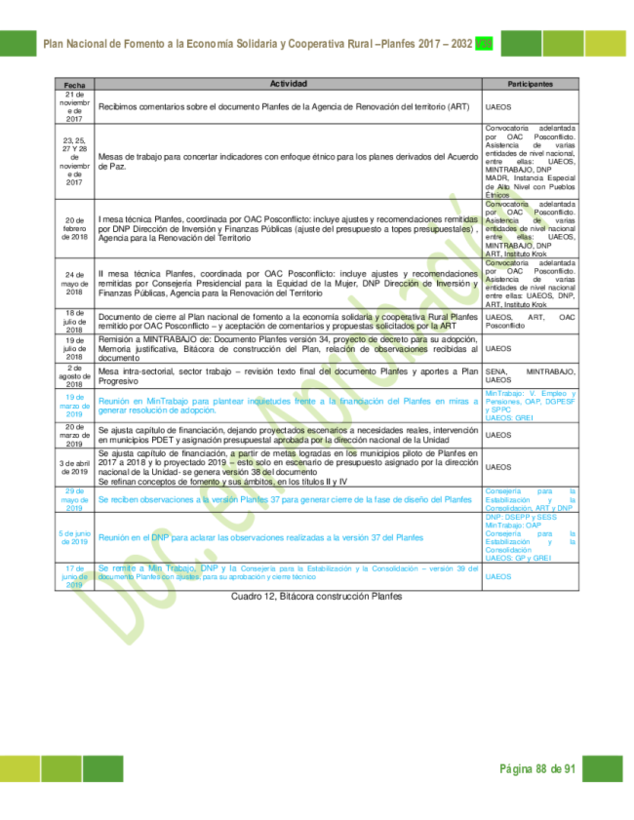 Plan Nacional de Fomento a la Economía Solidaria y Cooperativa Rural –Planfes 2017 – 2032 v39
Fecha Actividad Participantes
21 de
noviembr
e de
2017
Recibimos comentarios sobre el documento Planfes de la Agencia de Renovación del territorio (ART)
UAEOS
23, 25,
27 Y 28
de
noviembr
e de
2017
Mesas de trabajo para concertar indicadores con enfoque étnico para los planes derivados del Acuerdo
de Paz.
Convocatoria adelantada
por OAC Posconflicto.
Asistencia de varias
entidades de nivel nacional,
entre ellas: UAEOS,
MINTRABAJO, DNP
MADR, Instancia Especial
de Alto Nivel con Pueblos
Étnicos
20 de
febrero
de 2018
I mesa técnica Planfes, coordinada por OAC Posconflicto: incluye ajustes y recomendaciones remitidas
por DNP Dirección de Inversión y Finanzas Públicas (ajuste del presupuesto a topes presupuestales) ,
Agencia para la Renovación del Territorio
Convocatoria adelantada
por OAC Posconflicto.
Asistencia de varias
entidades de nivel nacional
entre ellas: UAEOS,
MINTRABAJO, DNP
ART, Instituto Krok
24 de
mayo de
2018
II mesa técnica Planfes, coordinada por OAC Posconflicto: incluye ajustes y recomendaciones
remitidas por Consejería Presidencial para la Equidad de la Mujer, DNP Dirección de Inversión y
Finanzas Públicas, Agencia para la Renovación del Territorio
Convocatoria adelantada
por OAC Posconflicto.
Asistencia de varias
entidades de nivel nacional
entre ellas: UAEOS, DNP,
ART, Instituto Krok
18 de
julio de
2018
Documento de cierre al Plan nacional de fomento a la economía solidaria y cooperativa Rural Planfes
remitido por OAC Posconflicto – y aceptación de comentarios y propuestas solicitados por la ART
UAEOS, ART, OAC
Posconflicto
19 de
julio de
2018
Remisión a MINTRABAJO de: Documento Planfes versión 34, proyecto de decreto para su adopción,
Memoria justificativa, Bitácora de construcción del Plan, relación de observaciones recibidas al
documento
UAEOS
2 de
agosto de
2018
Mesa intra-sectorial, sector trabajo – revisión texto final del documento Planfes y aportes a Plan
Progresivo
SENA, MINTRABAJO,
UAEOS
19 de
marzo de
2019
Reunión en MinTrabajo para plantear inquietudes frente a la financiación del Planfes en miras a
generar resolución de adopción.
MinTrabajo: V. Empleo y
Pensiones, OAP, DGPESF
y SPPC
UAEOS: GREI
20 de
marzo de
2019
Se ajusta capítulo de financiación, dejando proyectados escenarios a necesidades reales, intervención
en municipios PDET y asignación presupuestal aprobada por la dirección nacional de la Unidad
UAEOS
3 de abril
de 2019
Se ajusta capítulo de financiación, a partir de metas logradas en los municipios piloto de Planfes en
2017 a 2018 y lo proyectado 2019 – esto solo en escenario de presupuesto asignado por la dirección
nacional de la Unidad- se genera versión 38 del documento
Se refinan conceptos de fomento y sus ámbitos, en los títulos II y IV
UAEOS
29 de
mayo de
2019
Se reciben observaciones a la versión Planfes 37 para generar cierre de la fase de diseño del Planfes
Consejería para la
Estabilización y la
Consolidación, ART y DNP
5 de junio
de 2019
Reunión en el DNP para aclarar las observaciones realizadas a la versión 37 del Planfes
DNP: DSEPP y SESS
MinTrabajo: OAP
Consejería para la
Estabilización y la
Consolidación
UAEOS: GP y GREI
17 de
junio de
2019
Se remite a Min Trabajo, DNP y la Consejería para la Estabilización y la Consolidación – versión 39 del
documento Planfes con ajustes, para su aprobación y cierre técnico
UAEOS
Cuadro 12, Bitácora construcción Planfes
Doc. en Aprobación
Página 88 de 91